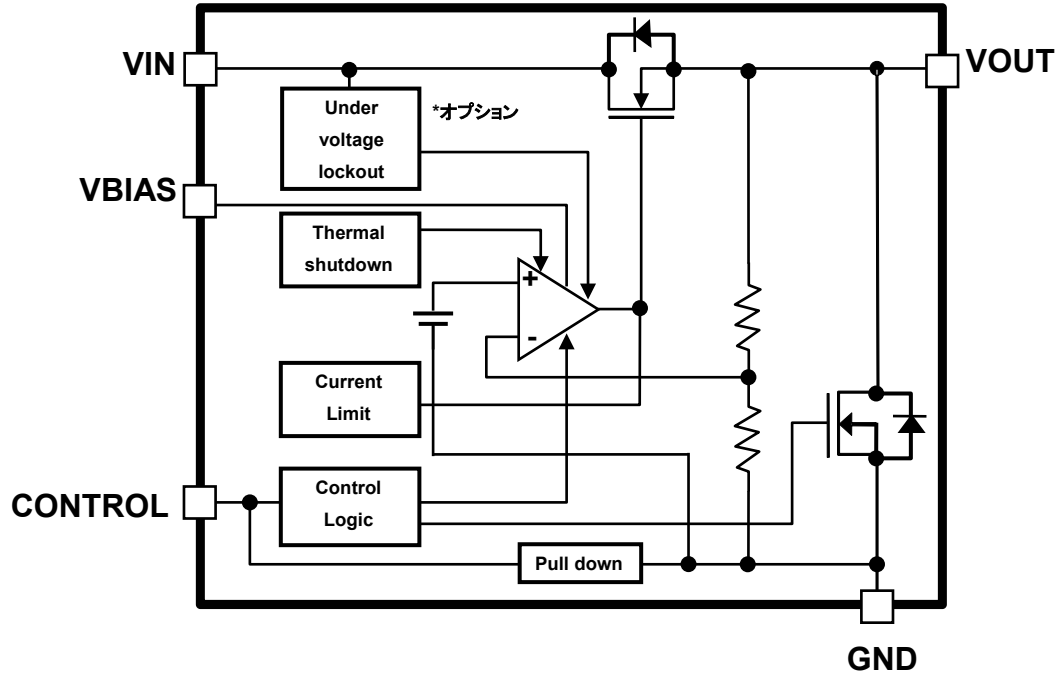 VIN
VOUT
Under
voltage
lockout
*オプション
VBIAS
Thermal
shutdown
+
-
Current
Limit
CONTROL
Control
Logic
Pull down
GND